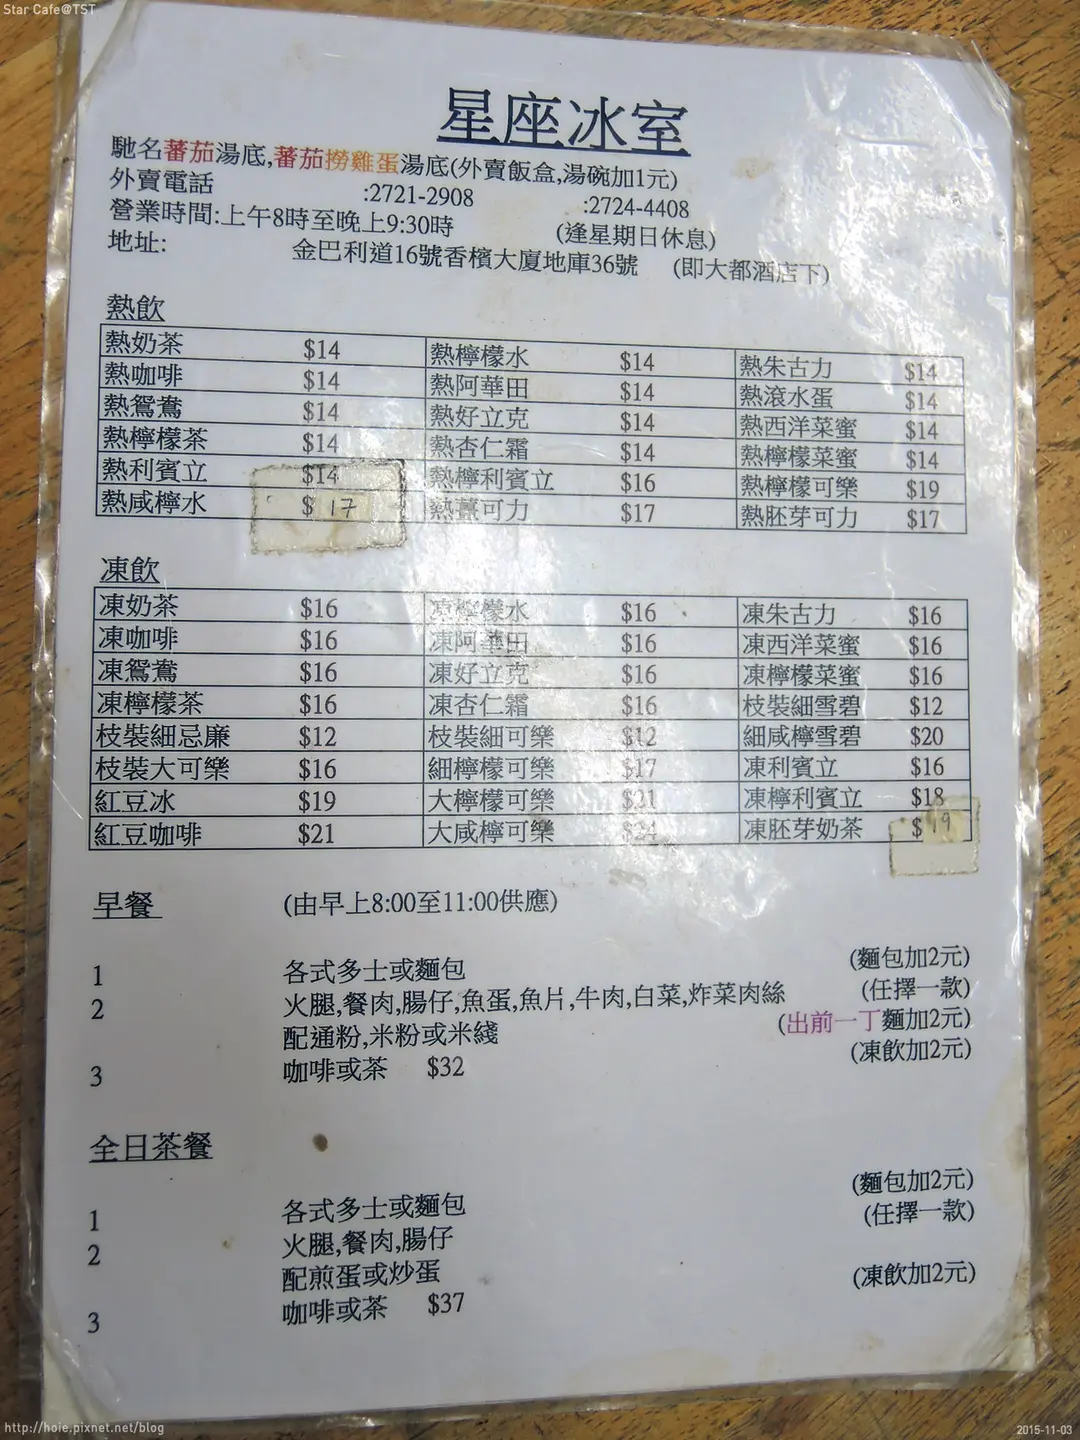 Star Cafe@TST
星座冰室
馳名蕃茄湯底,蕃茄撈雞蛋湯底(外賣飯盒,湯碗加1元)
外賣電話 :2721-2908 :2724-4408
營業時間:上午8時至晚上9:30時 (逢星期日休息)
地址: 金巴利道16號香檳大廈地庫36號 (即大都酒店下)
熱飲
熱奶茶 $14 熱檸檬水 $14 熱朱古力 $14
熱咖啡 $14 熱阿華田 $14 熱滾水蛋 $14
熱鴛鴦 $14 熱好立克 $14 熱西洋菜蜜 $14
熱檸檬茶 $14 熱杏仁霜 $14 熱檸檬菜蜜 $14
熱利賓立 $14 熱檸利賓立 $16 熱檸檬可樂 $19
熱咸檸水 $ 17 熱薑可力 $17 熱胚芽可力 $17
凍飲
凍奶茶 $16 凍檸檬水 $16 凍朱古力 $16
凍咖啡 $16 凍阿華田 $16 凍西洋菜蜜 $16
凍鴛鴦 $16 凍好立克 $16 凍檸檬菜蜜 $16
凍檸檬茶 $16 凍杏仁霜 $16 枝裝細雪碧 $12
枝裝細忌廉 $12 枝裝細可樂 $12 細咸檸雪碧 $20
枝裝大可樂 $16 細檸檬可樂 $17 凍利賓立 $16
紅豆冰 $19 大檸檬可樂 $21 凍檸利賓立 $18
紅豆咖啡 $21 大咸檸可樂 $24 凍胚芽奶茶 $ 19
早餐 (由早上8:00至11:00供應)
1 各式多士或麵包 (麵包加2元)
2 火腿,餐肉,腸仔,魚蛋,魚片,牛肉,白菜,炸菜肉絲 (任擇一款)
配通粉,米粉或米綫 (出前一丁麵加2元)
3 咖啡或茶 $32 (凍飲加2元)
全日茶餐
1 各式多士或麵包 (麵包加2元)
2 火腿,餐肉,腸仔 (任擇一款)
配煎蛋或炒蛋
3 咖啡或茶 $37 (凍飲加2元)
http://hoie.pixnet.net/blog
2015-11-03